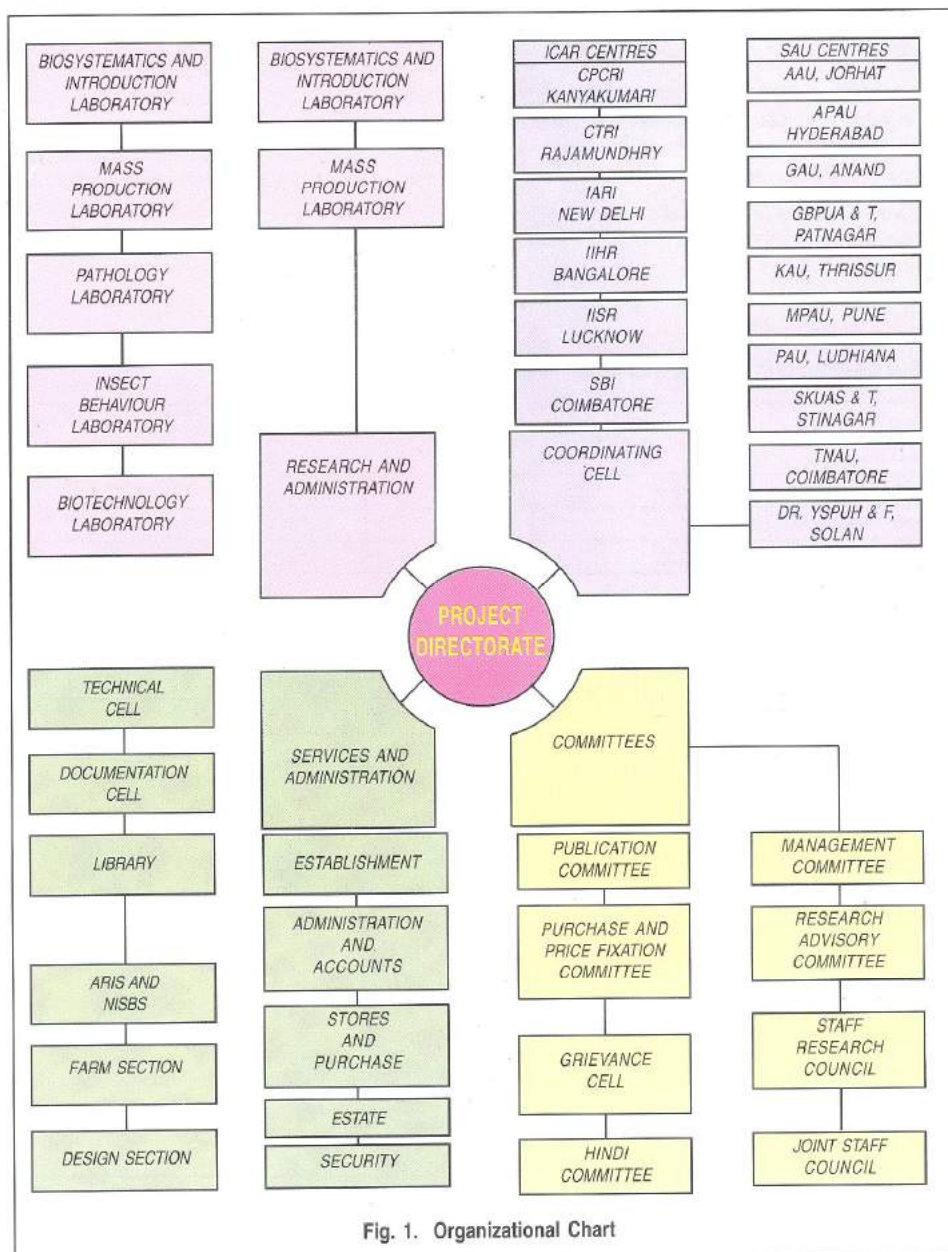 BIOSYSTEMATICS AND
INTRODUCTION
LABORATORY
MASS
PRODUCTION
LABORATORY
PATHOLOGY
LABORATORY
INSECT
BEHAVIOUR
LABORATORY
BIOTECHNOLOGY
LABORATORY
BIOSYSTEMATICS AND
INTRODUCTION
LABORATORY
MASS
PRODUCTION
LABORATORY
RESEARCH AND
ADMINISTRATION
ICAR CENTRES
CPCRI
KANYAKUMARI
CTRI
RAJAMUNDHRY
IARI
NEW DELHI
IIHR
BANGALORE
IISR
LUCKNOW
SBI
COIMBATORE
COORDINATING
CELL
SAU CENTRES
AAU, JORHAT
APAU
HYDERABAD
GAU, ANAND
GBPUA & T,
PATNAGAR
KAU, THRISSUR
MPAU, PUNE
PAU, LUDHIANA
SKUAS & T,
STINAGAR
TNAU,
COIMBATORE
DR, YSPUH & F,
SOLAN
PROJECT
DIRECTORATE
TECHNICAL
CELL
DOCUMENTATION
CELL
LIBRARY
ARIS AND
NISBS
FARM SECTION
DESIGN SECTION
SERVICES AND
ADMINISTRATION
ESTABLISHMENT
ADMINISTRATION
AND
ACCOUNTS
STORES
AND
PURCHASE
ESTATE
SECURITY
COMMITTEES
PUBLICATION
COMMITTEE
PURCHASE AND
PRICE FIXATION
COMMITTEE
GRIEVANCE
CELL
HINDI
COMMITTEE
MANAGEMENT
COMMITTEE
RESEARCH
ADVISORY
COMMITTEE
STAFF
RESEARCH
COUNCIL
JOINT STAFF
COUNCIL
Fig. 1. Organizational Chart